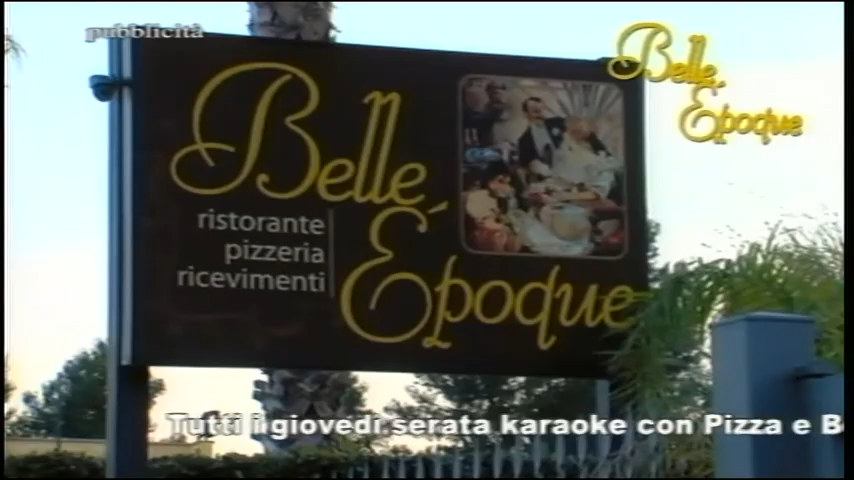 pubblicità
Belle
Époque
Belle
Époque
ristorante
pizzeria
ricevimenti
Tutti i giovedì serata karaoke con Pizza e B